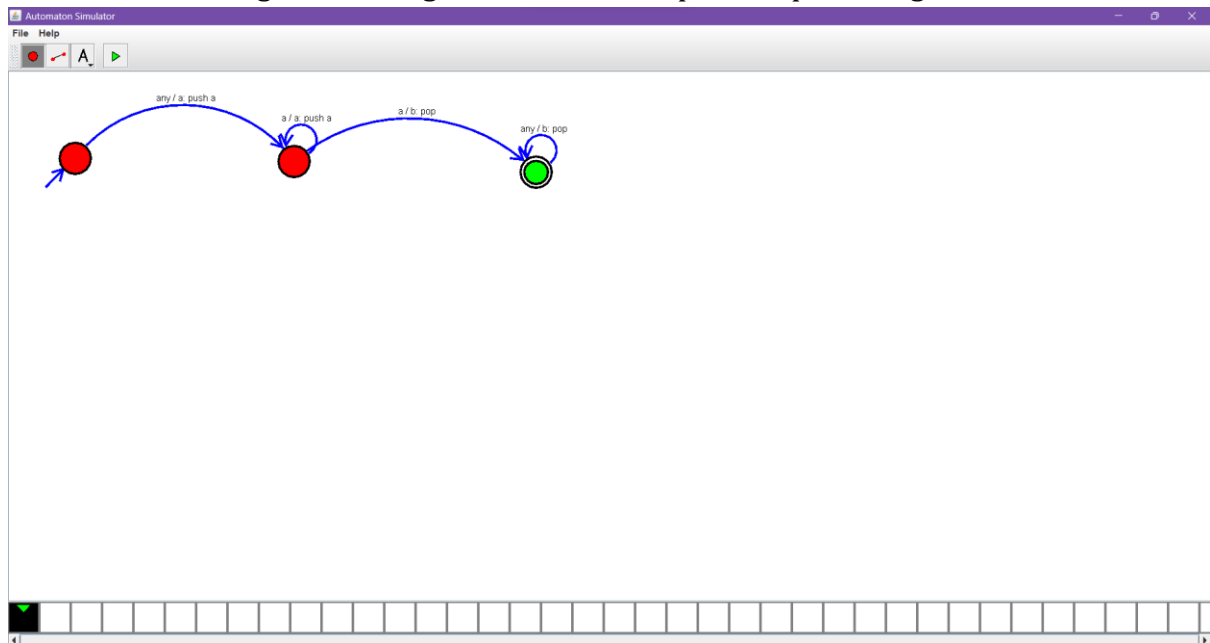 Automaton Simulator
File Help
A
any / a: push a
a / a: push a
a / b: pop
any / b: pop